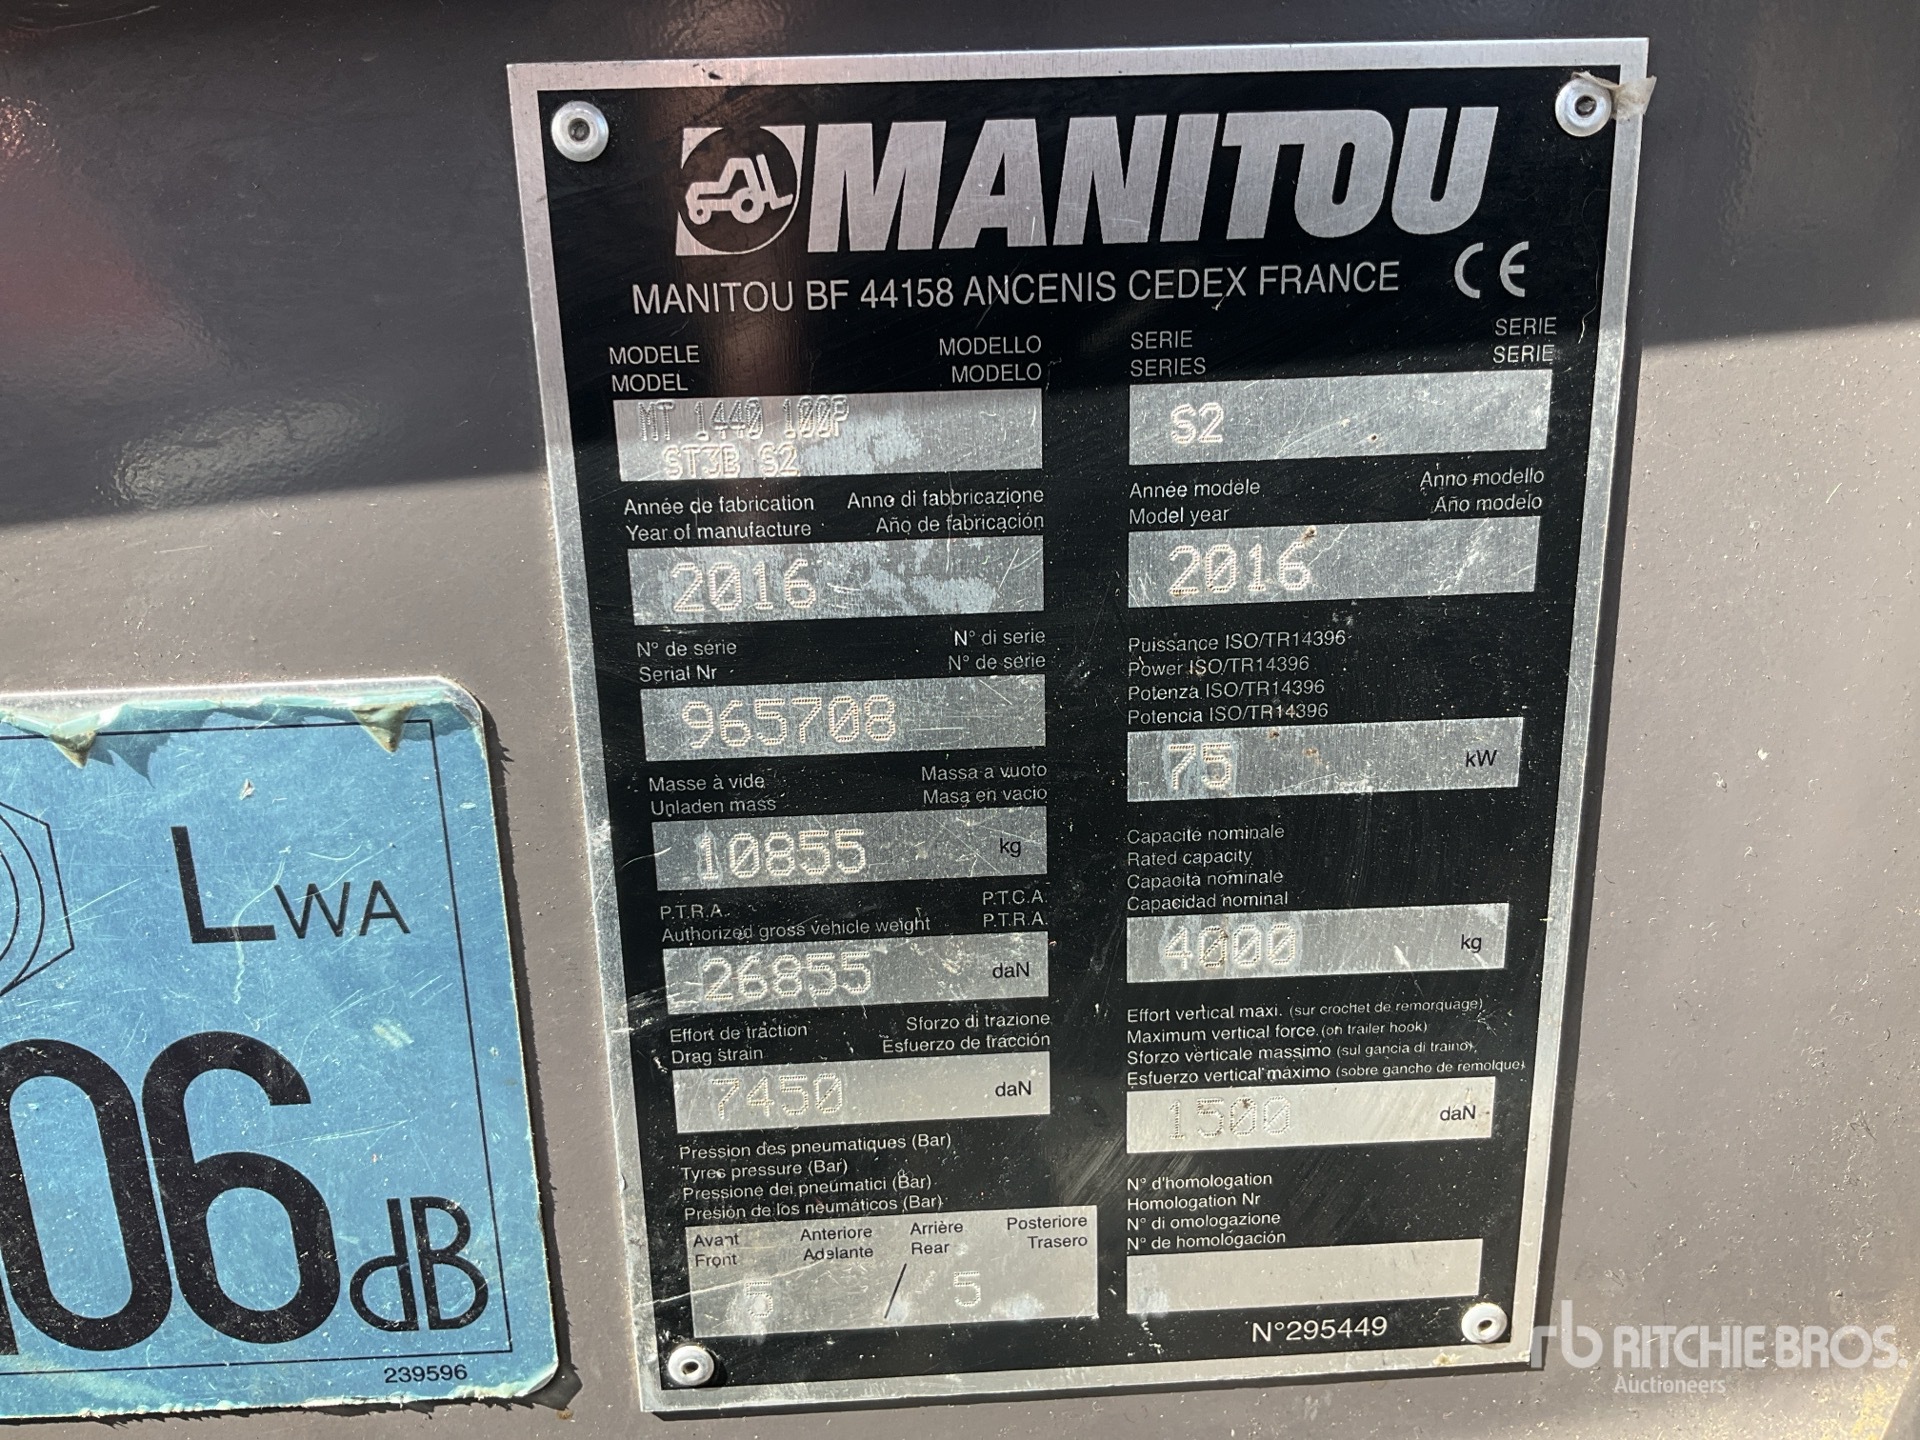 MANITOU
MANITOU BF 44158 ANCENIS CEDEX FRANCE CE
MODELE MODELLO
MODEL MODELO
MT 1440 100P
ST3B S2
Année de fabrication Anno di fabbricazione
Year of manufacture Año de fabricación
2016
N° de série N° di serie
Serial Nr N° de série
965708
Masse à vide Massa a vuoto
Unladen mass Masa en vacio
10855 kg
P.T.R.A. P.T.C.A.
Authorized gross vehicle weight P.T.R.A.
26855 daN
Effort de traction Sforzo di trazione
Drag strain Esfuerzo de fracción
7450 daN
Pression des pneumatiques (Bar)
Tyres pressure (Bar)
Pressione dei pneumatici (Bar)
Presión de los neumáticos (Bar)
Avant Anteriore Arrière Posteriore
Front Adelante Rear Trasero
5 / 5
SERIE SERIE
SERIES SERIE
S2
Année modele Anno modello
Model year Año modelo
2016
Puissance ISO/TR14396
Power ISO/TR14396
Potenza ISO/TR14396
Potencia ISO/TR14396
75 kW
Capacité nominale
Rated capacity
Capacità nominale
Capacidad nominal
4000 kg
Effort vertical maxi. (sur crochet de remorquage)
Maximum vertical force (on trailer hook)
Sforzo verticale massimo (sul gancia di traino)
Esfuerzo vertical máximo (sobre gancho de remolque)
1500 daN
N° d'homologation
Homologation Nr
N° di omologazione
N° de homologación
N°295449
LWA
106 dB
239596
rb RITCHIE BROS.
Auctioneers